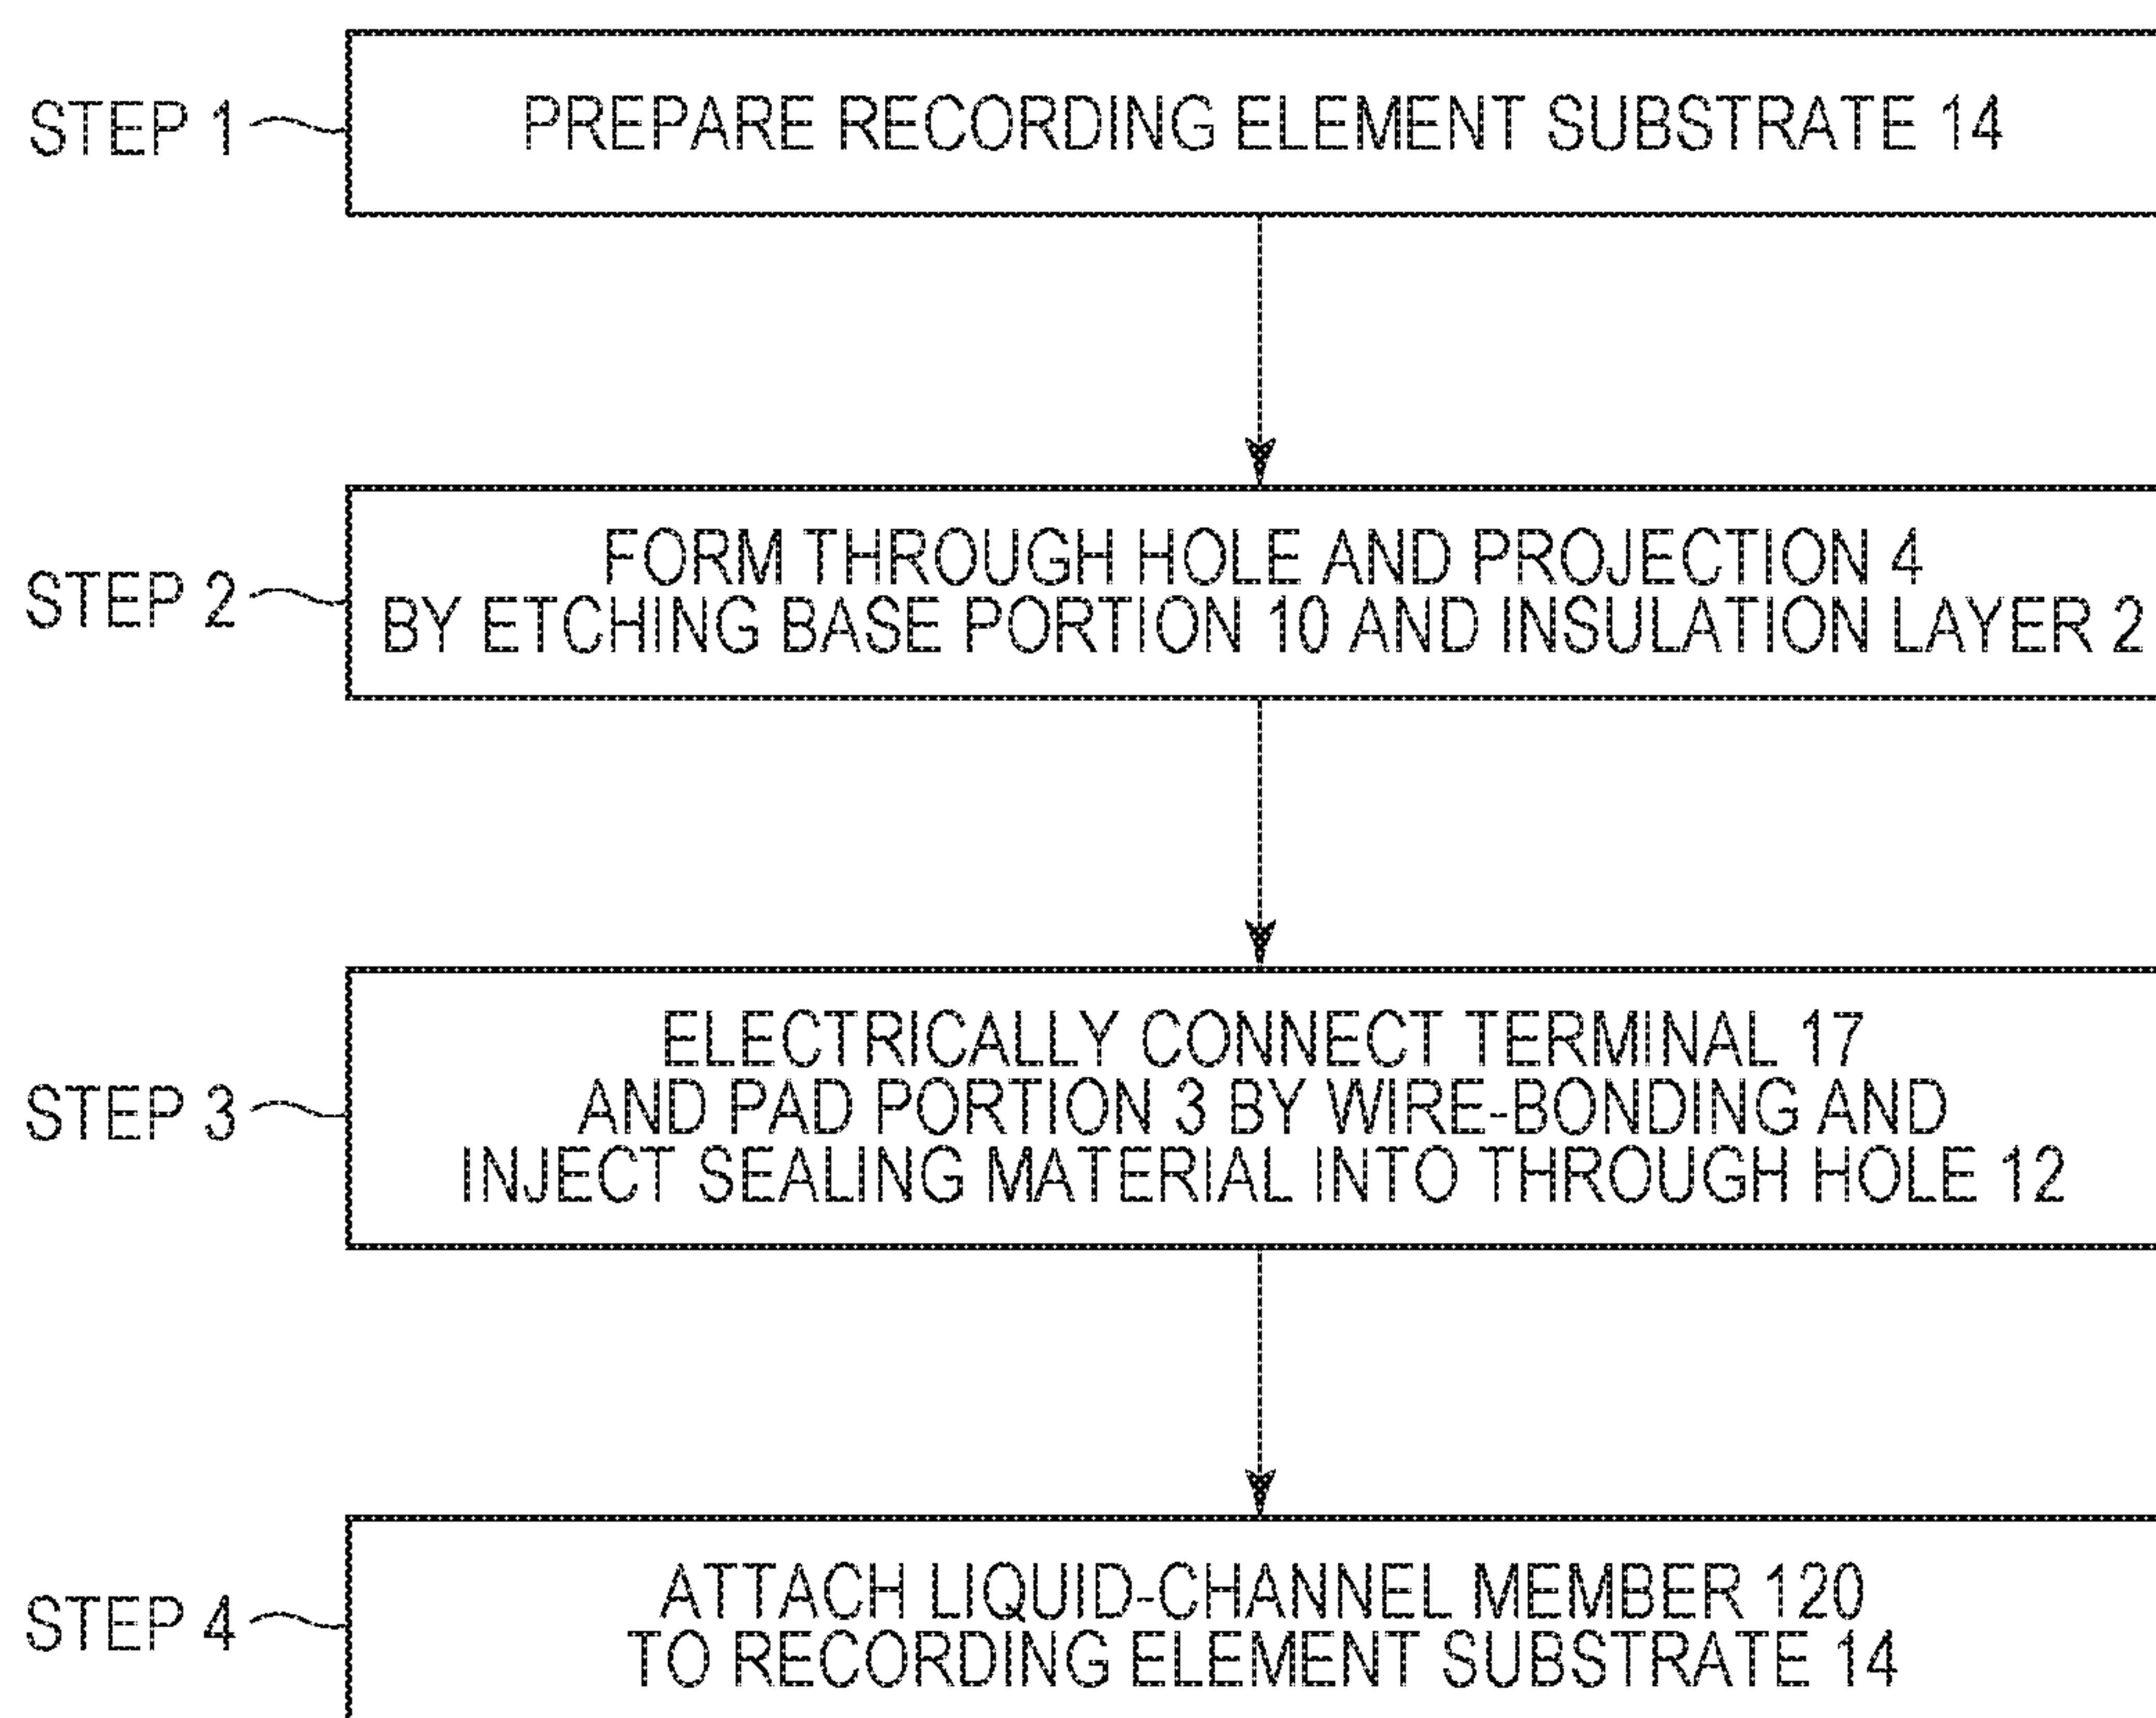 STEP 1
PREPARE RECORDING ELEMENT SUBSTRATE 14
STEP 2
FORM THROUGH HOLE AND PROJECTION 4
BY ETCHING BASE PORTION 10 AND INSULATION LAYER 2
STEP 3
ELECTRICALLY CONNECT TERMINAL 17
AND PAD PORTION 3 BY WIRE-BONDING AND
INJECT SEALING MATERIAL INTO THROUGH HOLE 12
STEP 4
ATTACH LIQUID-CHANNEL MEMBER 120
TO RECORDING ELEMENT SUBSTRATE 14